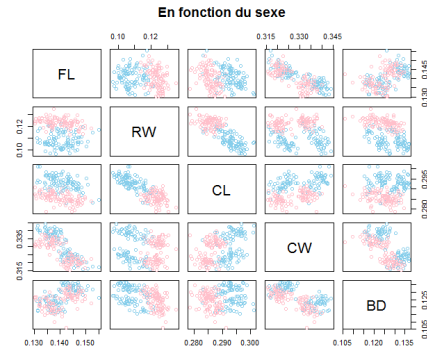 En fonction du sexe
0.10 0.12
0.315 0.330 0.345
FL
0.130 0.145
0.10 0.12
RW
CL
0.280 0.295
0.315 0.335
CW
BD
0.105 0.125
0.130 0.140 0.150
0.280 0.290 0.300
0.105 0.120 0.135